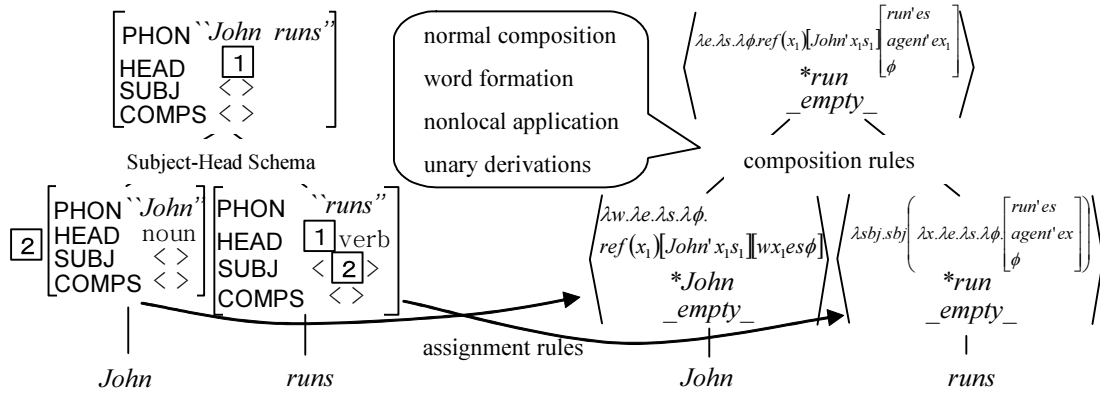 PHON ``John runs”
HEAD 1
SUBJ < >
COMPS < >
Subject-Head Schema
2
PHON ``John”
HEAD noun
SUBJ < >
COMPS < >
PHON ``runs”
HEAD 1 verb
SUBJ < 2 >
COMPS < >
John
runs
assignment rules
normal composition
word formation
nonlocal application
unary derivations
λe.λs.λϕ.ref(x₁)[John'x₁s₁]
run'es
agent'ex₁
ϕ
*run
_empty_
composition rules
λw.λe.λs.λϕ.
ref(x₁)[John'x₁s₁][wx₁esϕ]
*John
_empty_
λsbj.sbj(λx.λe.λs.λϕ.
run'es
agent'ex
ϕ
)
*run
_empty_
John
runs